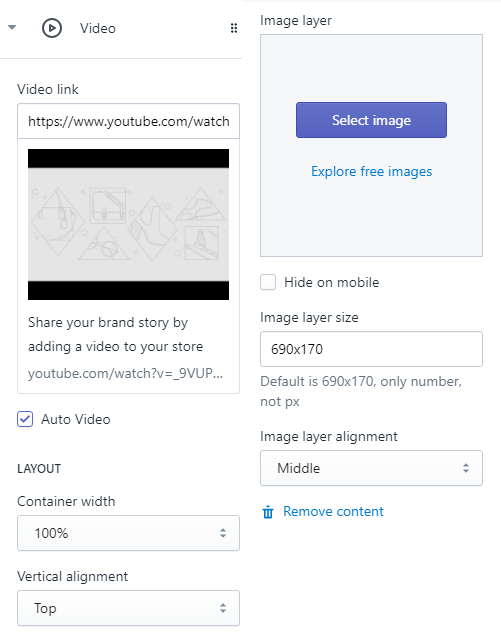 Video
Video link
https://www.youtube.com/watch
Share your brand story by
adding a video to your store
youtube.com/watch?v=_9VUP...
Auto Video
LAYOUT
Container width
100%
Vertical alignment
Top
Image layer
Select image
Explore free images
Hide on mobile
Image layer size
690x170
Default is 690x170, only number,
not px
Image layer alignment
Middle
Remove content